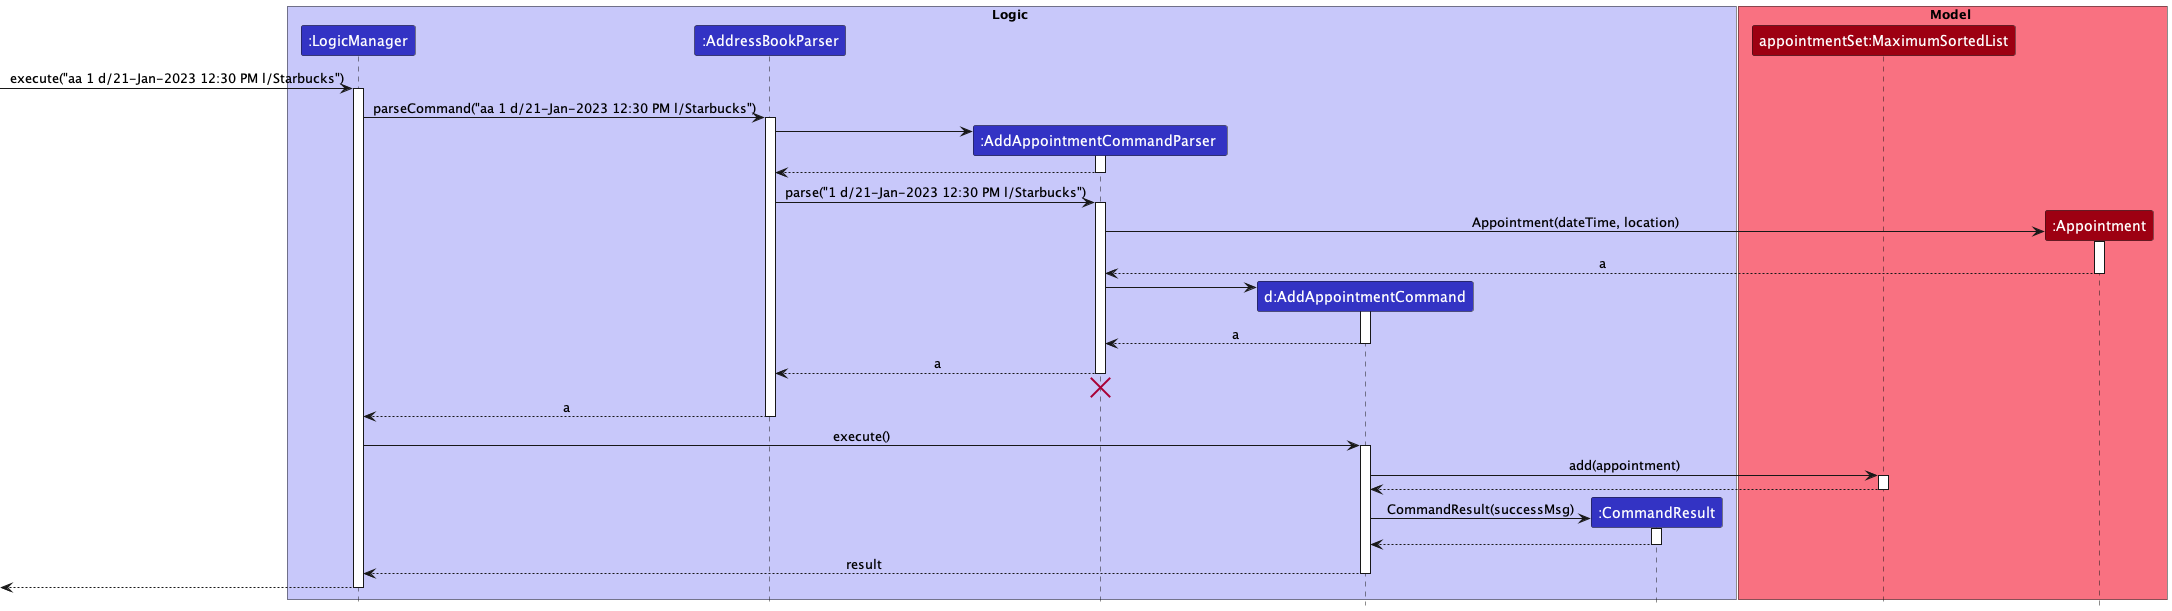 Logic
Model
:LogicManager
:AddressBookParser
appointmentSet:MaximumSortedList
execute("aa 1 d/21-Jan-2023 12:30 PM l/Starbucks")
parseCommand("aa 1 d/21-Jan-2023 12:30 PM l/Starbucks")
:AddAppointmentCommandParser
parse("1 d/21-Jan-2023 12:30 PM l/Starbucks")
Appointment(dateTime, location)
:Appointment
a
d:AddAppointmentCommand
a
a
a
execute()
add(appointment)
CommandResult(successMsg)
:CommandResult
result